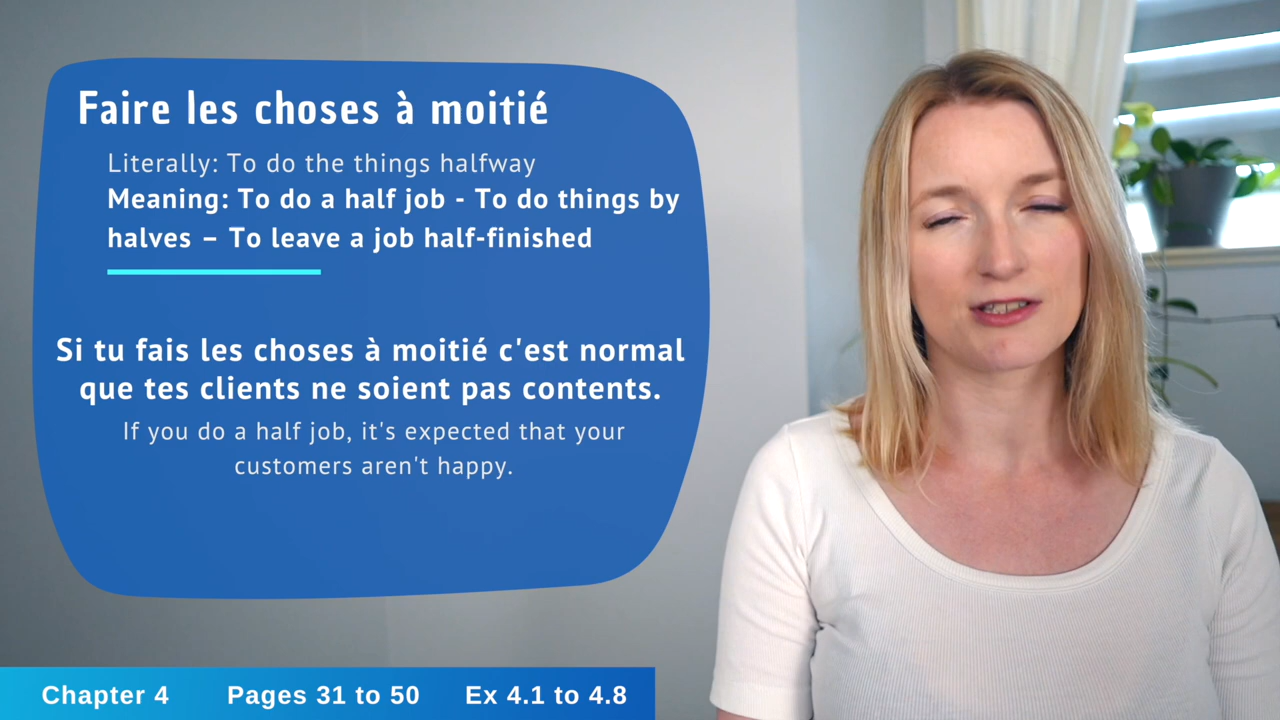 Faire les choses à moitié
Literally: To do the things halfway
Meaning: To do a half job - To do things by
halves – To leave a job half-finished
Si tu fais les choses à moitié c'est normal
que tes clients ne soient pas contents.
If you do a half job, it's expected that your
customers aren't happy.
Chapter 4 Pages 31 to 50 Ex 4.1 to 4.8